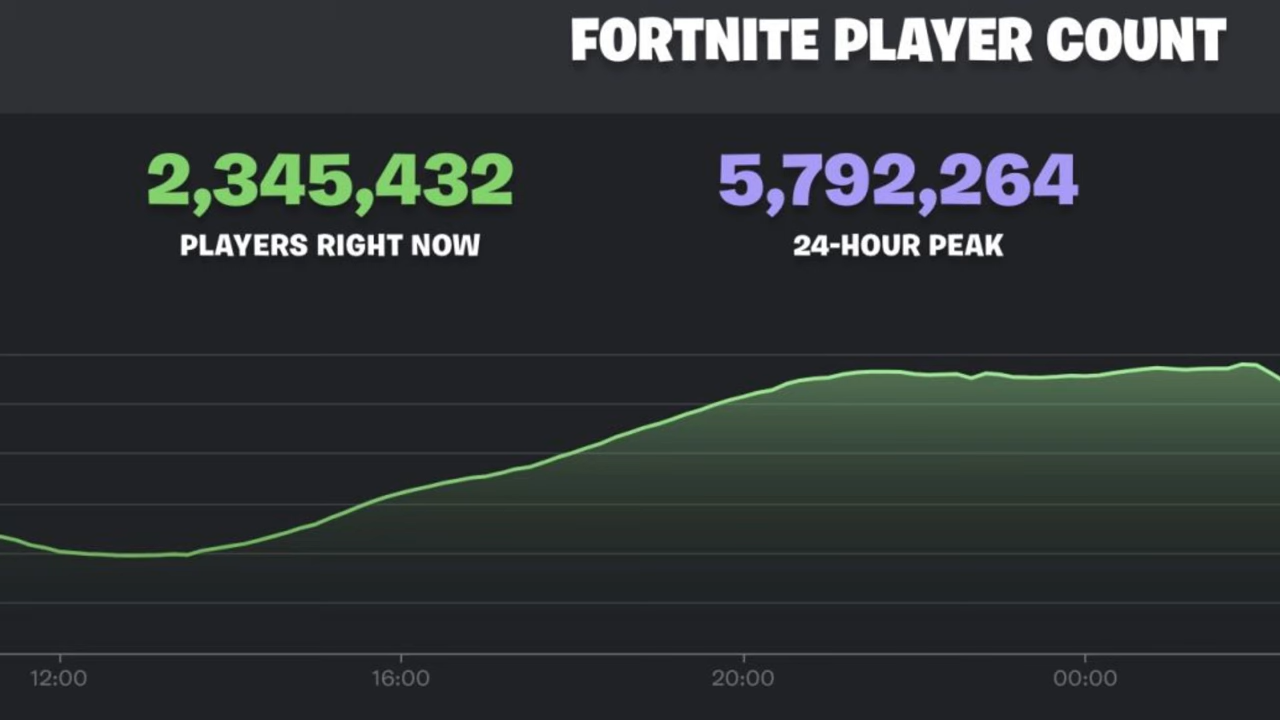 FORTNITE PLAYER COUNT
2,345,432
PLAYERS RIGHT NOW
5,792,264
24-HOUR PEAK
12:00
16:00
20:00
00:00